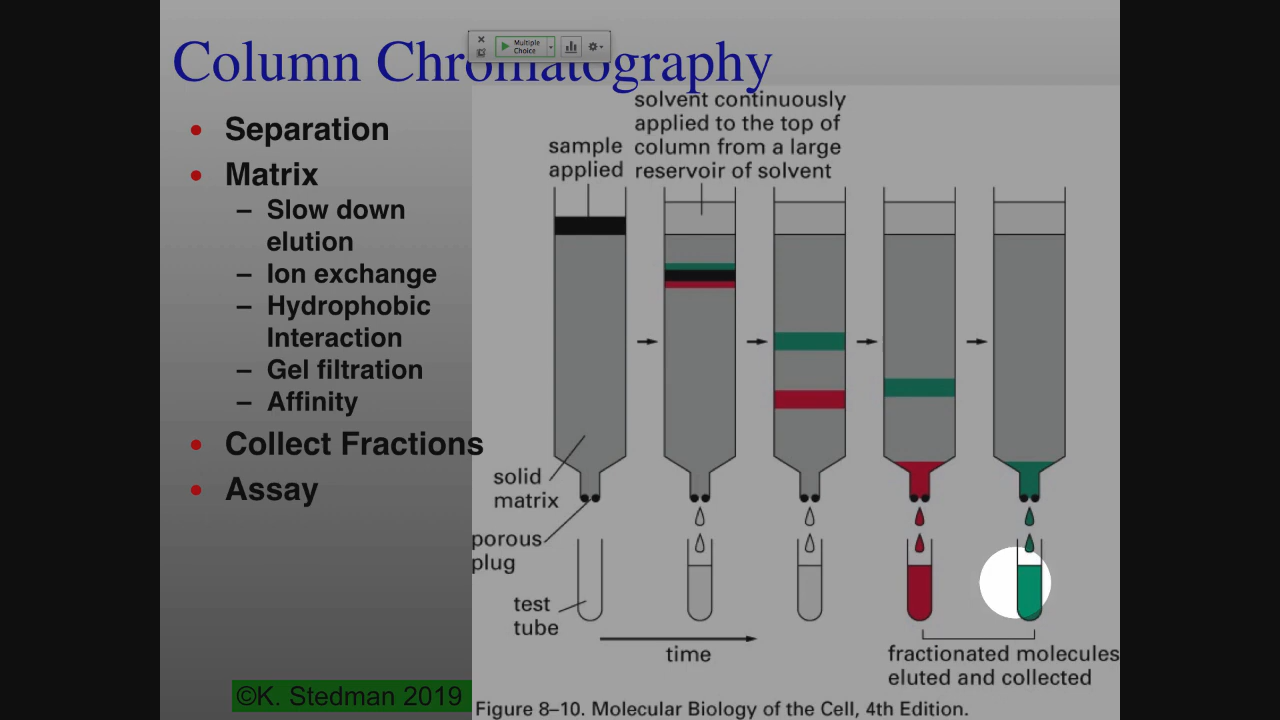 Column Chromatography
Multiple
Choice
• Separation
• Matrix
– Slow down
elution
– Ion exchange
– Hydrophobic
Interaction
– Gel filtration
– Affinity
• Collect Fractions
• Assay
©K. Stedman 2019
sample
applied
solvent continuously
applied to the top of
column from a large
reservoir of solvent
solid
matrix
porous
plug
test
tube
time
fractionated molecules
eluted and collected
Figure 8–10. Molecular Biology of the Cell, 4th Edition.